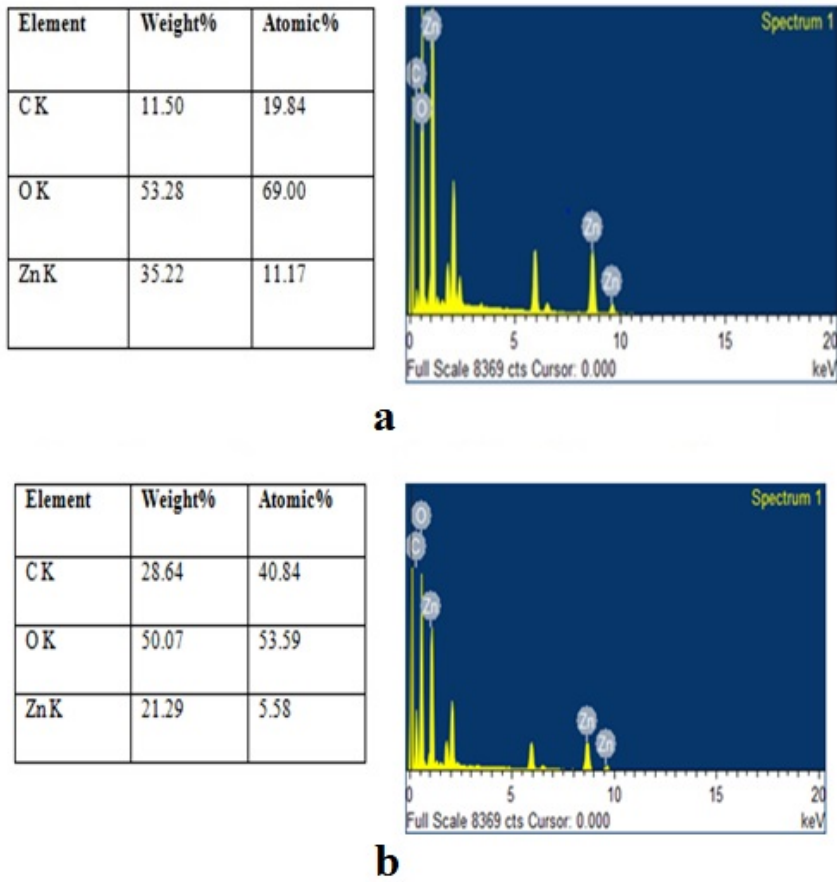 Element Weight% Atomic%
C K 11.50 19.84
O K 53.28 69.00
Zn K 35.22 11.17
Spectrum 1
Zn
C
O
Zn
Zn
0 5 10 15 20
Full Scale 8369 cts Cursor: 0.000 keV
a
Element Weight% Atomic%
C K 28.64 40.84
O K 50.07 53.59
Zn K 21.29 5.58
Spectrum 1
O
C
Zn
Zn
Zn
0 5 10 15 20
Full Scale 8369 cts Cursor: 0.000 keV
b